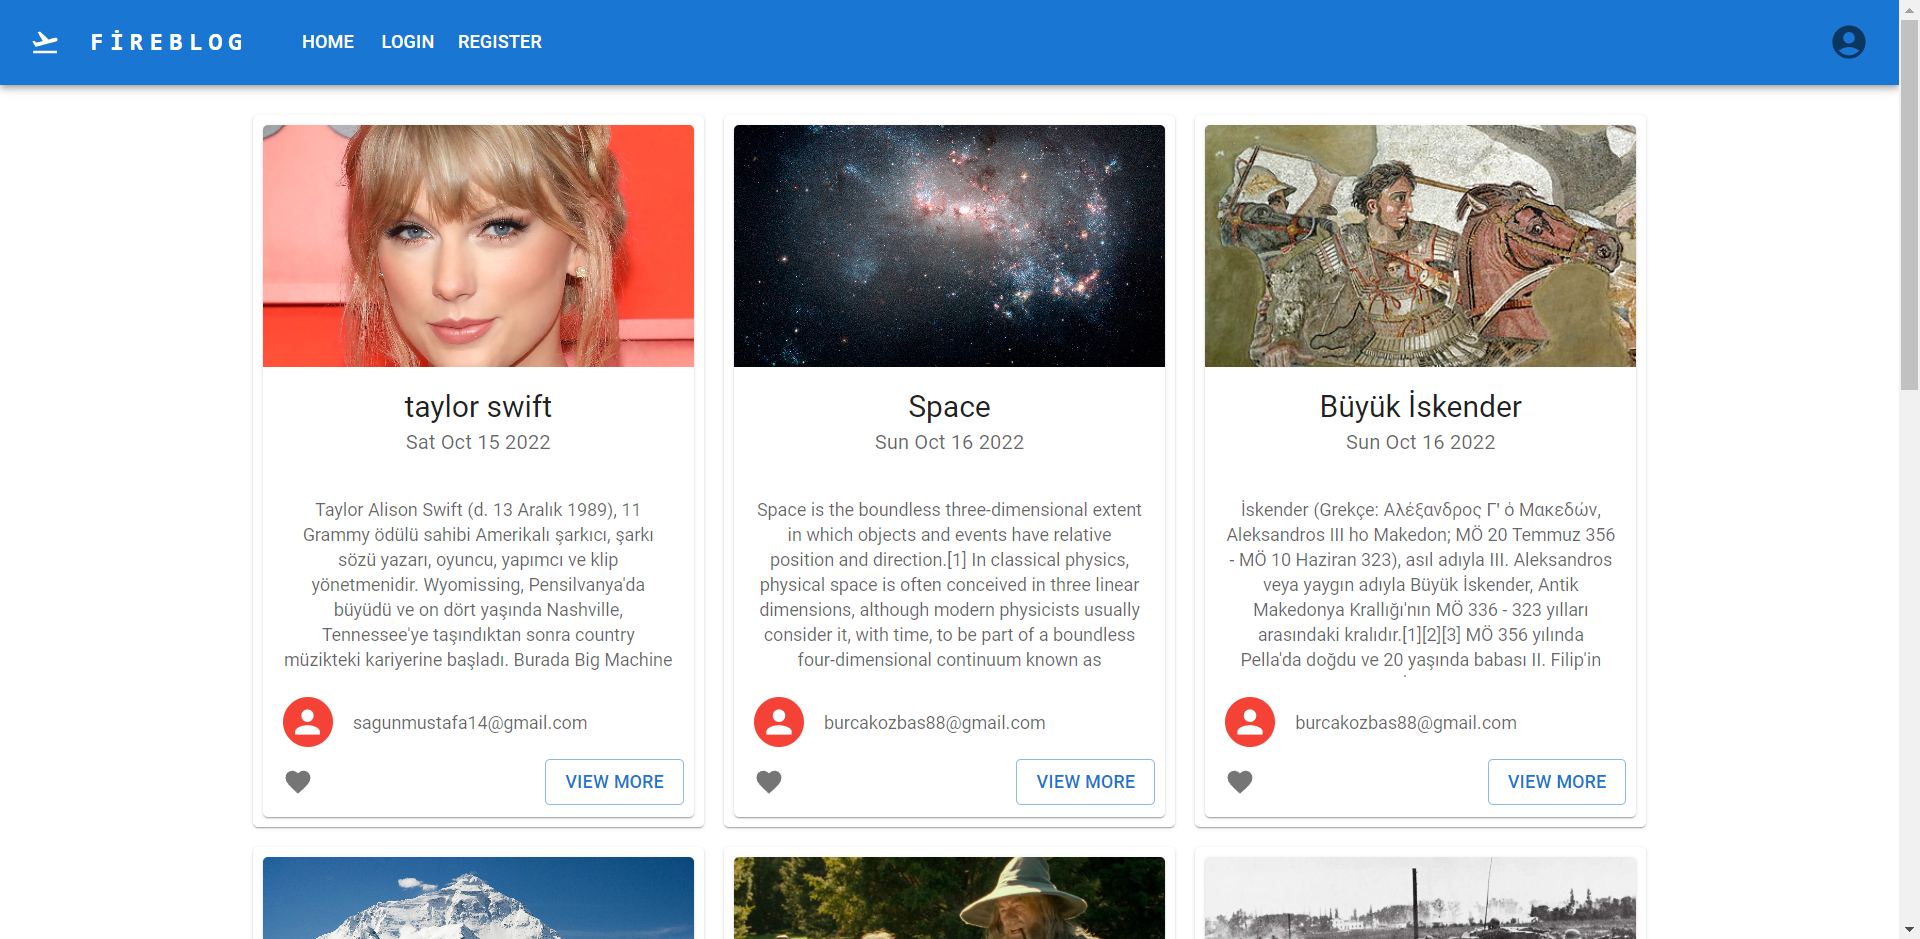 FİREBLOG
HOME
LOGIN
REGISTER
taylor swift
Sat Oct 15 2022
Taylor Alison Swift (d. 13 Aralık 1989), 11
Grammy ödülü sahibi Amerikalı şarkıcı, şarkı
sözü yazarı, oyuncu, yapımcı ve klip
yönetmenidir. Wyomissing, Pensilvanya'da
büyüdü ve on dört yaşında Nashville,
Tennessee'ye taşındıktan sonra country
müzikteki kariyerine başladı. Burada Big Machine
sagunmustafa14@gmail.com
VIEW MORE
Space
Sun Oct 16 2022
Space is the boundless three-dimensional extent
in which objects and events have relative
position and direction.[1] In classical physics,
physical space is often conceived in three linear
dimensions, although modern physicists usually
consider it, with time, to be part of a boundless
four-dimensional continuum known as
burcakozbas88@gmail.com
VIEW MORE
Büyük İskender
Sun Oct 16 2022
İskender (Grekçe: Αλέξανδρος Γ' ὁ Μακεδών,
Aleksandros III ho Makedon; MÖ 20 Temmuz 356
- MÖ 10 Haziran 323), asıl adıyla III. Aleksandros
veya yaygın adıyla Büyük İskender, Antik
Makedonya Krallığı'nın MÖ 336 - 323 yılları
arasındaki kralıdır.[1][2][3] MÖ 356 yılında
Pella'da doğdu ve 20 yaşında babası II. Filip'in
burcakozbas88@gmail.com
VIEW MORE